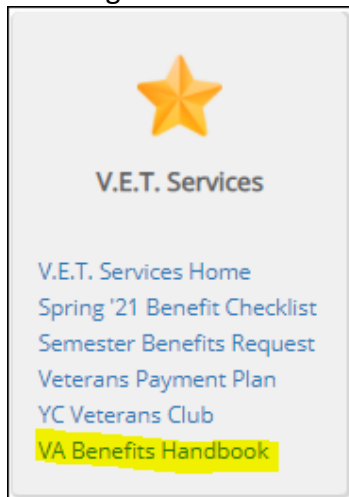 V.E.T. Services
V.E.T. Services Home
Spring '21 Benefit Checklist
Semester Benefits Request
Veterans Payment Plan
YC Veterans Club
VA Benefits Handbook